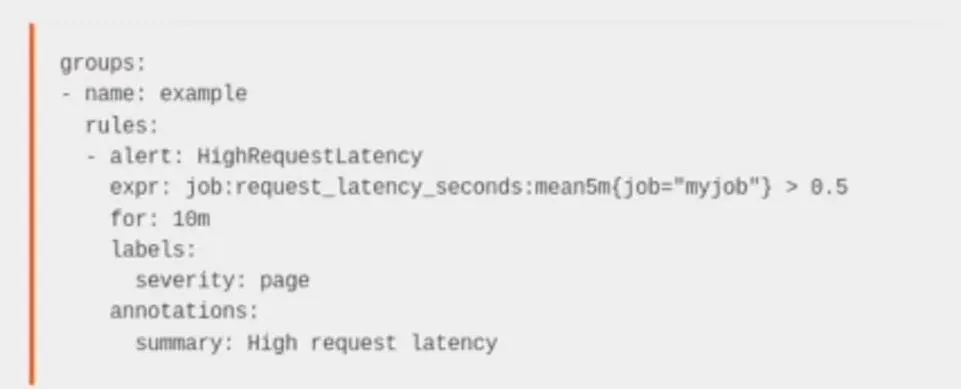 groups:
- name: example
  rules:
  - alert: HighRequestLatency
    expr: job:request_latency_seconds:mean5m{job="myjob"} > 0.5
    for: 10m
    labels:
      severity: page
    annotations:
      summary: High request latency